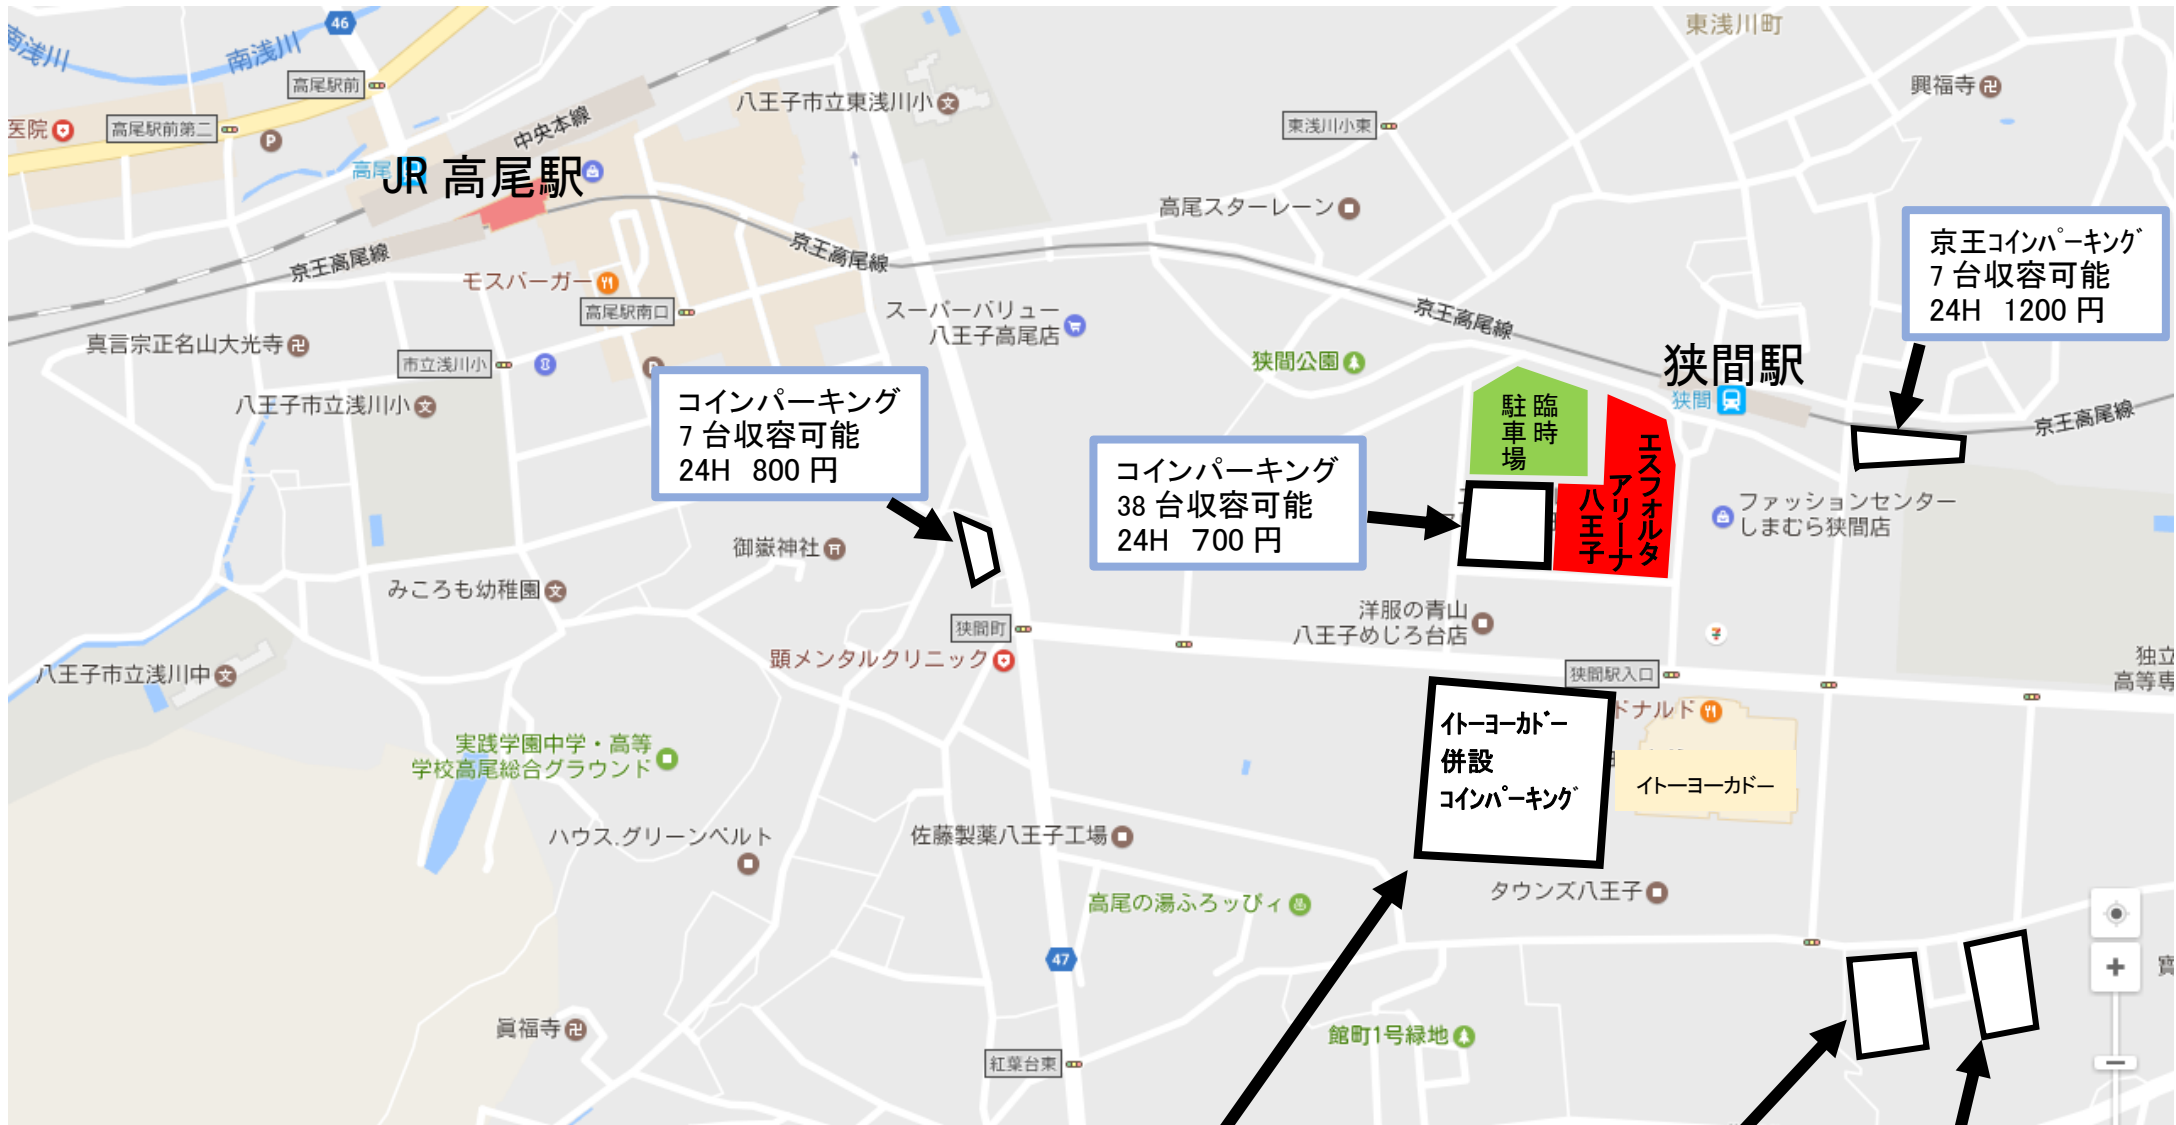 46
東浅川町
南浅川
南浅川
高尾駅前
興福寺
八王子市立東浅川小
医院
高尾駅前第二
P
中央本線
東浅川小東
高尾
JR 高尾駅
高尾スターレーン
京王高尾線
京王高尾線
京王コインパーキング
7 台収容可能
24H 1200 円
モスバーガー
高尾駅南口
スーパーバリュー
八王子高尾店
京王高尾線
真言宗正名山大光寺
市立浅川小
狭間公園
狭間駅
狭間
八王子市立浅川小
コインパーキング
7 台収容可能
24H 800 円
臨時
駐車場
京王高尾線
コインパーキング
38 台収容可能
24H 700 円
エスフォルタ
アリーナ
八王子
ファッションセンター
しまむら狭間店
御嶽神社
みころも幼稚園
狭間町
洋服の青山
八王子めじろ台店
顕メンタルクリニック
狭間駅入口
独立
高等専
八王子市立浅川中
ドナルド
イトーヨーカドー
併設
コインパーキング
イトーヨーカドー
実践学園中学・高等
学校高尾総合グラウンド
ハウス.グリーンベルト
佐藤製薬八王子工場
タウンズ八王子
高尾の湯ふろッぴィ
47
寳
眞福寺
館町1号緑地
紅葉台東